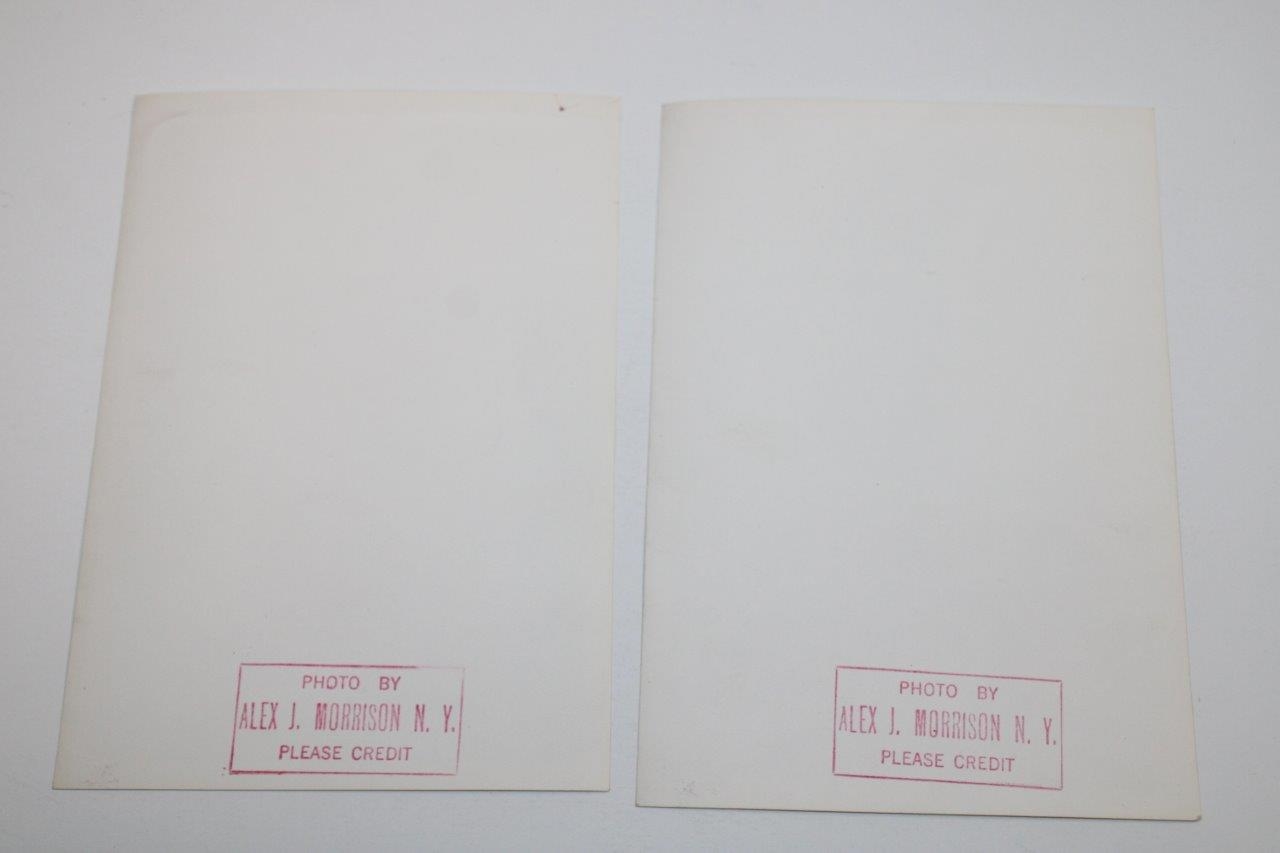 PHOTO BY
ALEX J. MORRISON N. Y.
PLEASE CREDIT
PHOTO BY
ALEX J. MORRISON N. Y.
PLEASE CREDIT